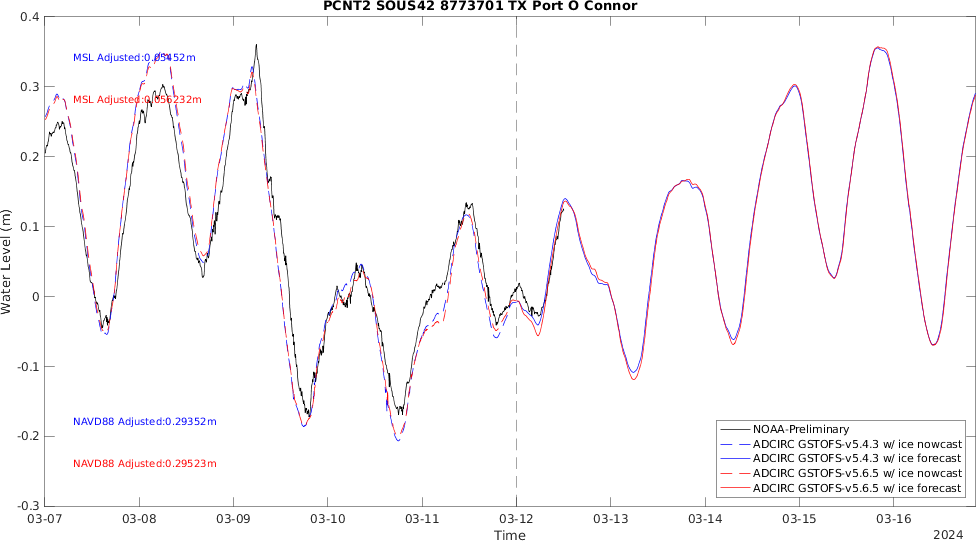 PCNT2 SOUS42 8773701 TX Port O Connor
0.4
0.3
0.2
0.1
0
-0.1
-0.2
-0.3
Water Level (m)
MSL Adjusted:0.05452m
MSL Adjusted:0.056232m
NAVD88 Adjusted:0.29352m
NAVD88 Adjusted:0.29523m
NOAA-Preliminary
ADCIRC GSTOFS-v5.4.3 w/ ice nowcast
ADCIRC GSTOFS-v5.4.3 w/ ice forecast
ADCIRC GSTOFS-v5.6.5 w/ ice nowcast
ADCIRC GSTOFS-v5.6.5 w/ ice forecast
03-07 03-08 03-09 03-10 03-11 03-12 03-13 03-14 03-15 03-16
Time
2024